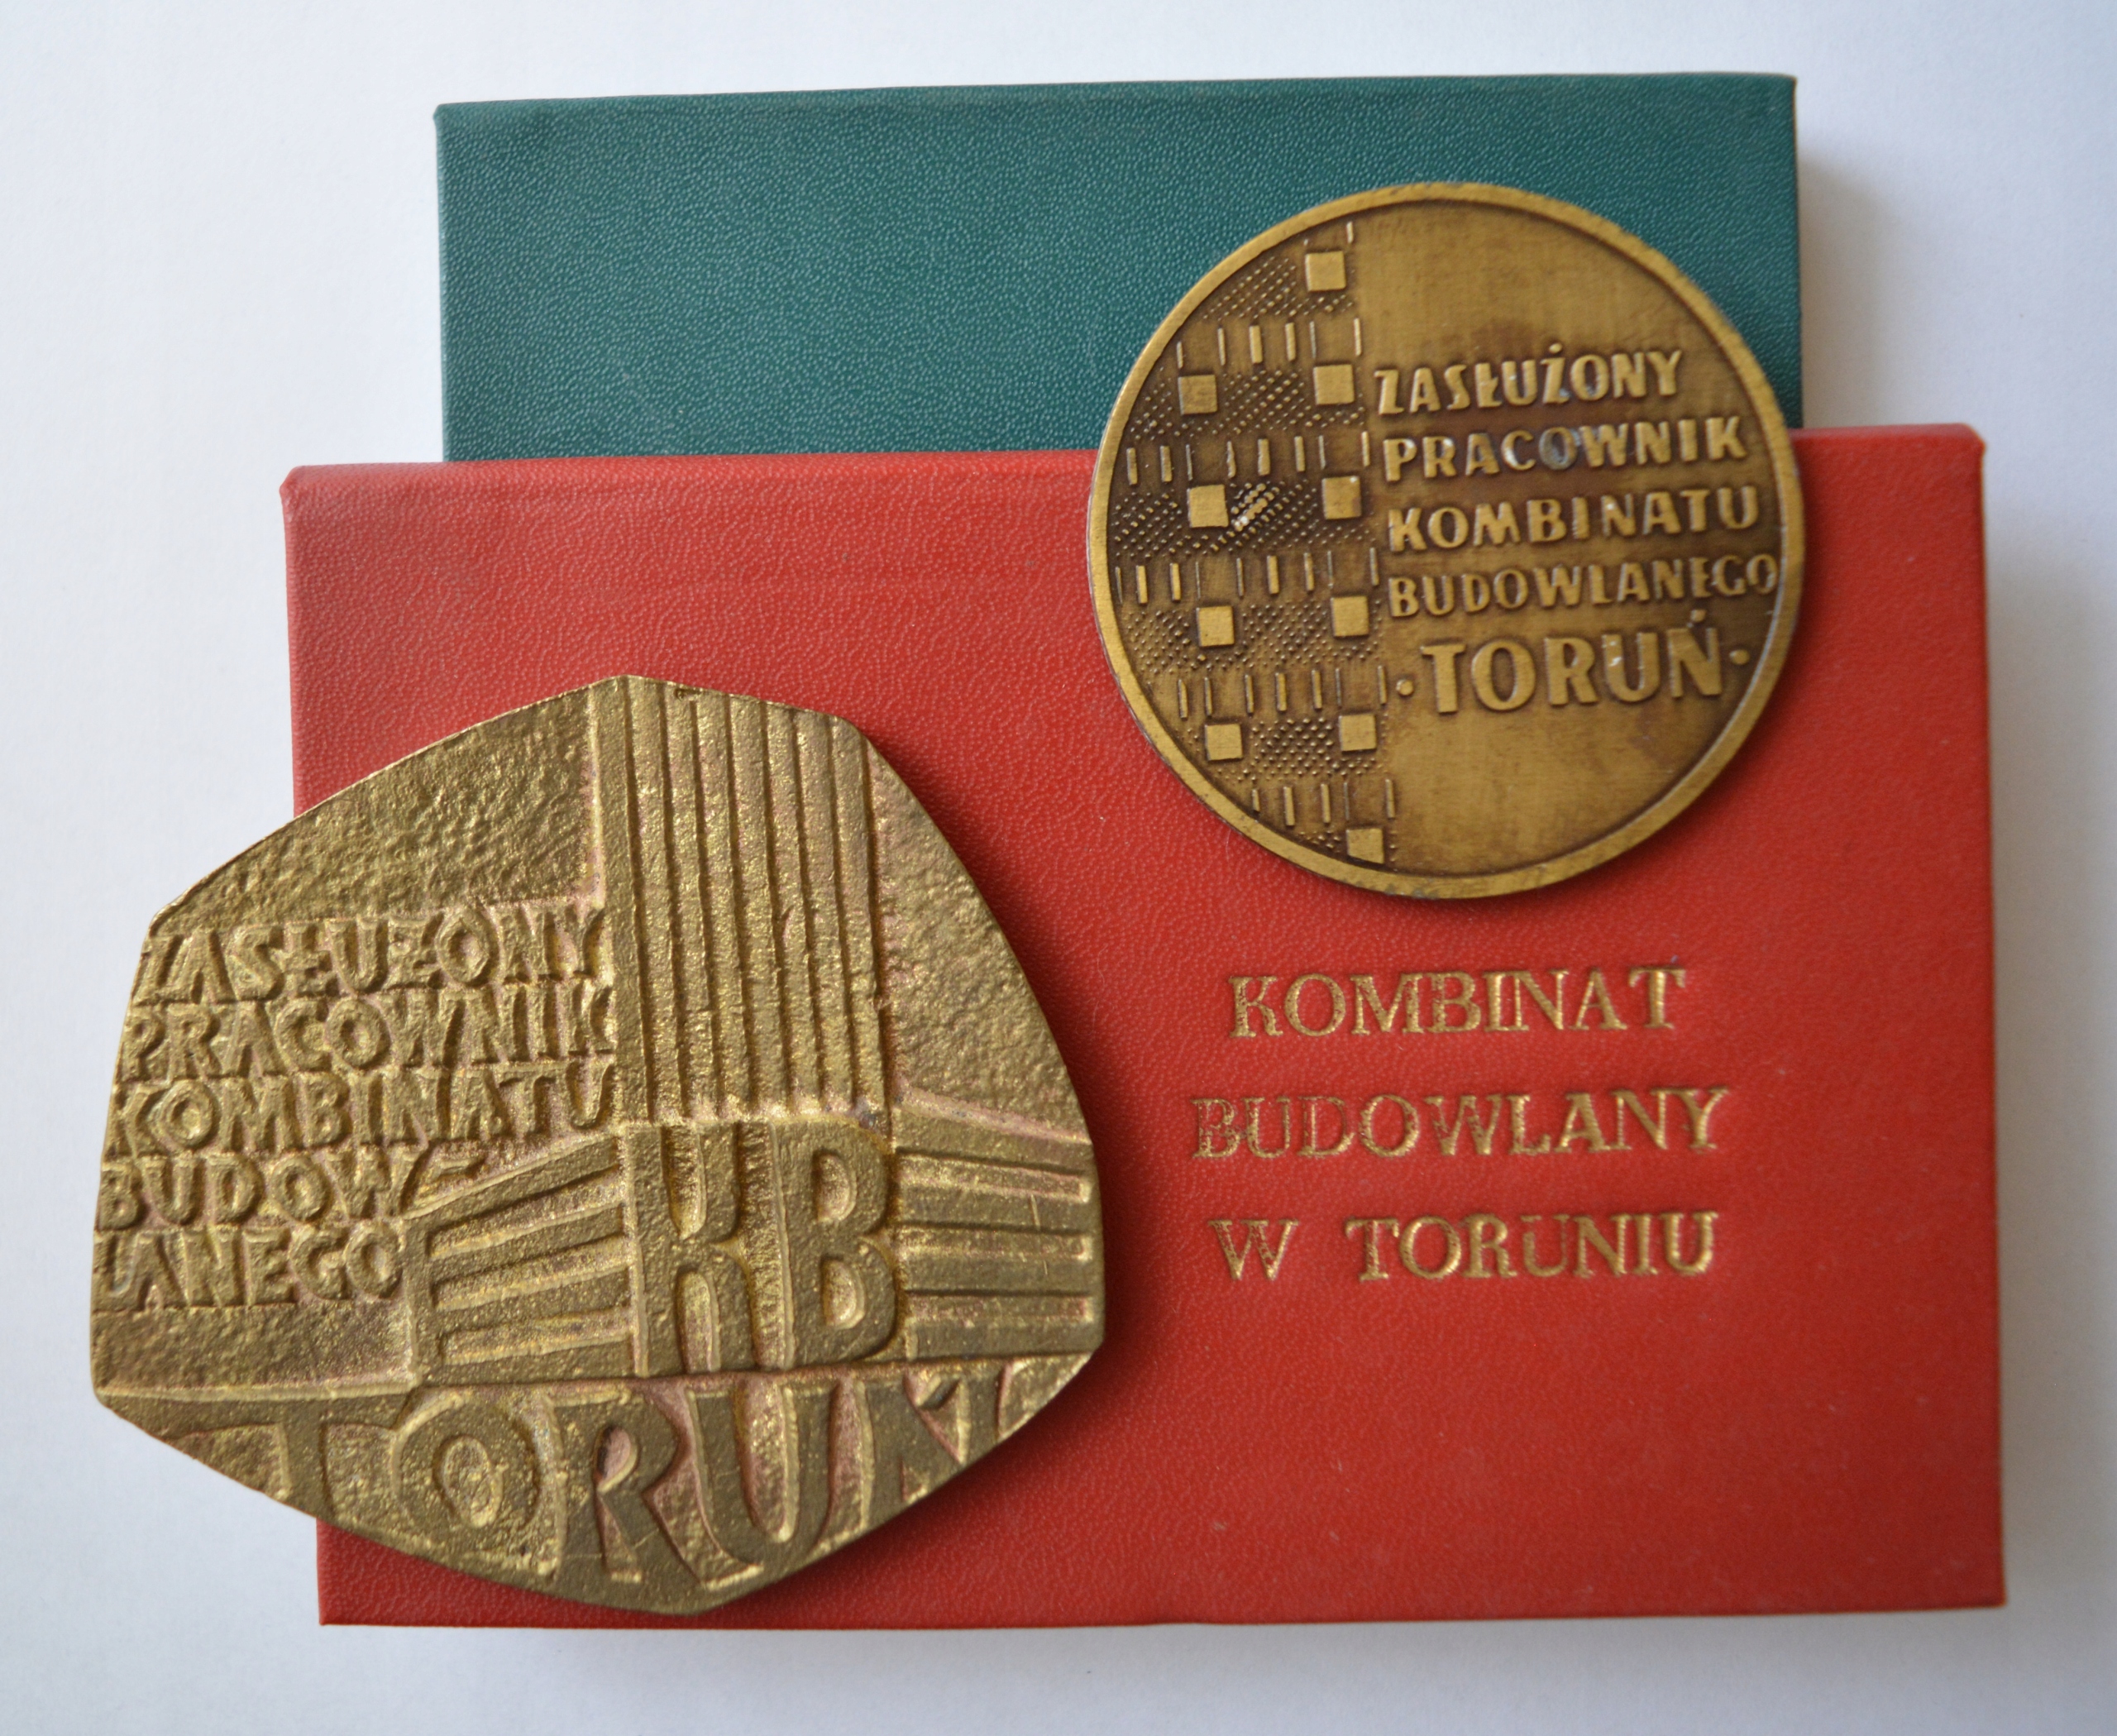 ZASŁUŻONY
PRACOWNIK
KOMBINATU
BUDOWLANEGO
·TORUŃ·
ZASŁUŻONY
PRACOWNIK
KOMBINATU
BUDOW-
LANEGO
KB
TORUŃ
KOMBINAT
BUDOWLANY
W TORUNIU